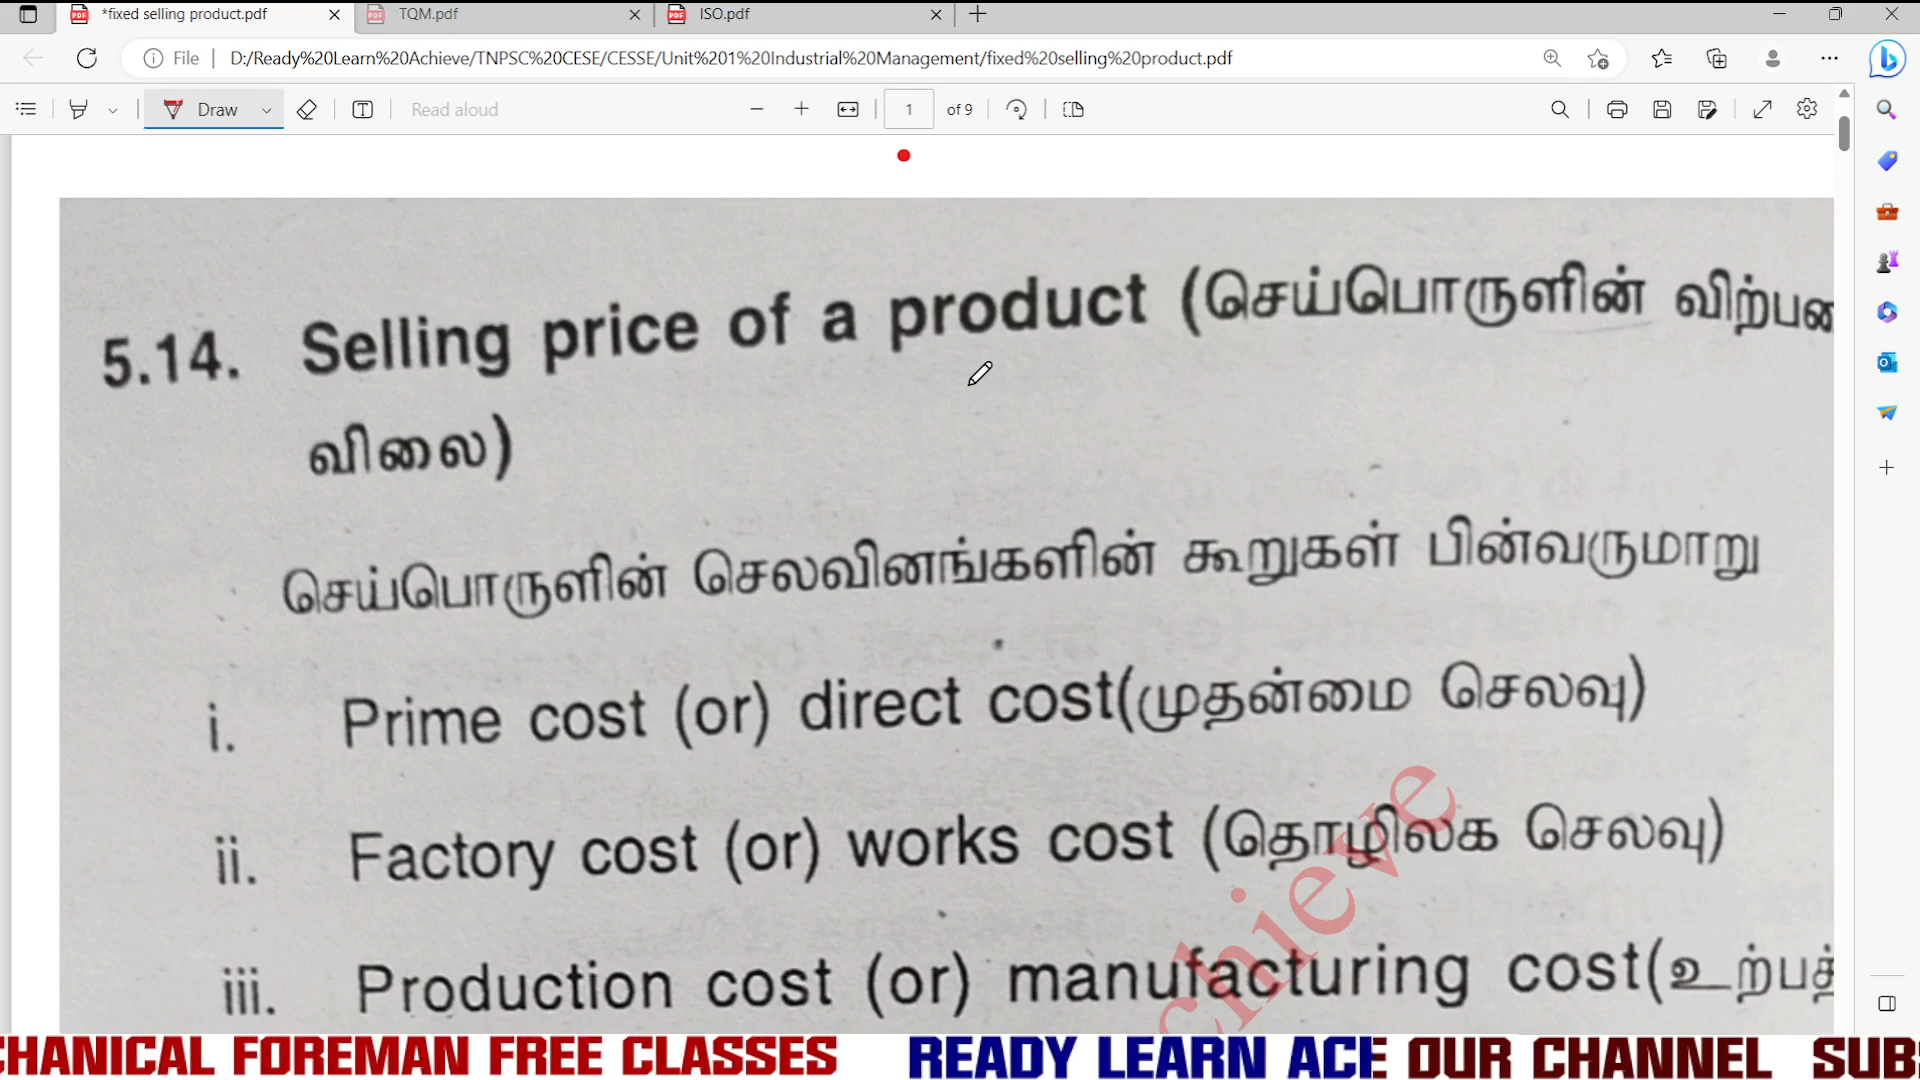 *fixed selling product.pdf
TQM.pdf
ISO.pdf
File
D:/Ready%20Learn%20Achieve/TNPSC%20CESE/CESSE/Unit%201%20Industrial%20Management/fixed%20selling%20product.pdf
Draw
Read aloud
1 of 9
5.14. Selling price of a product (செய்பொருளின்
விலை)
செய்பொருளின் செலவினங்களின் கூறுகள் பின்வருமாறு
i. Prime cost (or) direct cost(முதன்மை செலவு)
ii. Factory cost (or) works cost (தொழிலக செலவு)
iii. Production cost (or) manufacturing cost(
chieve
CHANICAL FOREMAN FREE CLASSES READY LEARN ACE OUR CHANNEL SUB